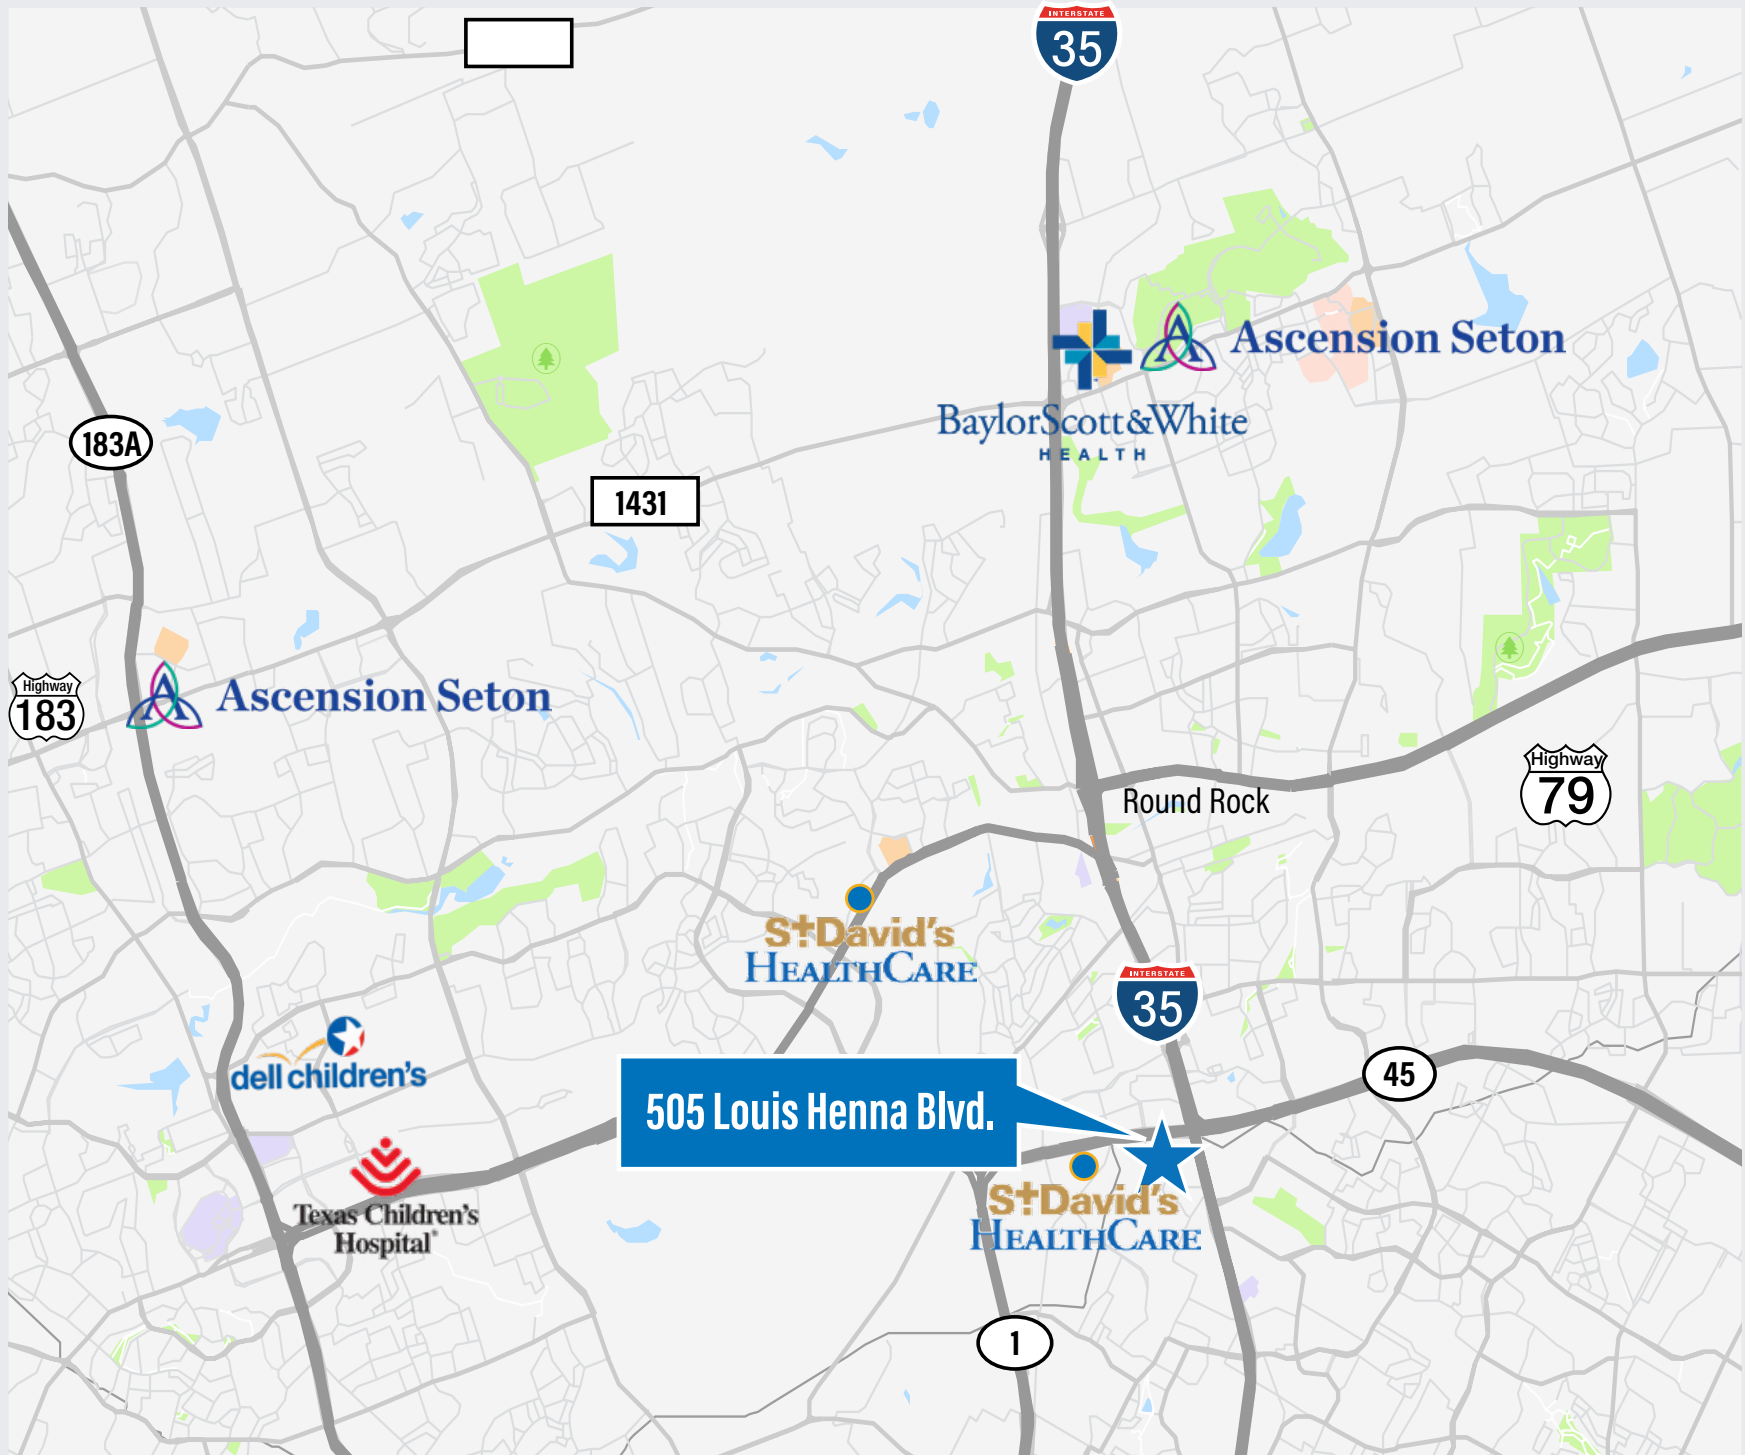 INTERSTATE
35
Ascension Seton
BaylorScott&White
HEALTH
183A
1431
Highway
183
Ascension Seton
Highway
79
Round Rock
St David's
HEALTHCARE
INTERSTATE
35
dell children's
45
505 Louis Henna Blvd.
Texas Children's
Hospital®
St David's
HEALTHCARE
1